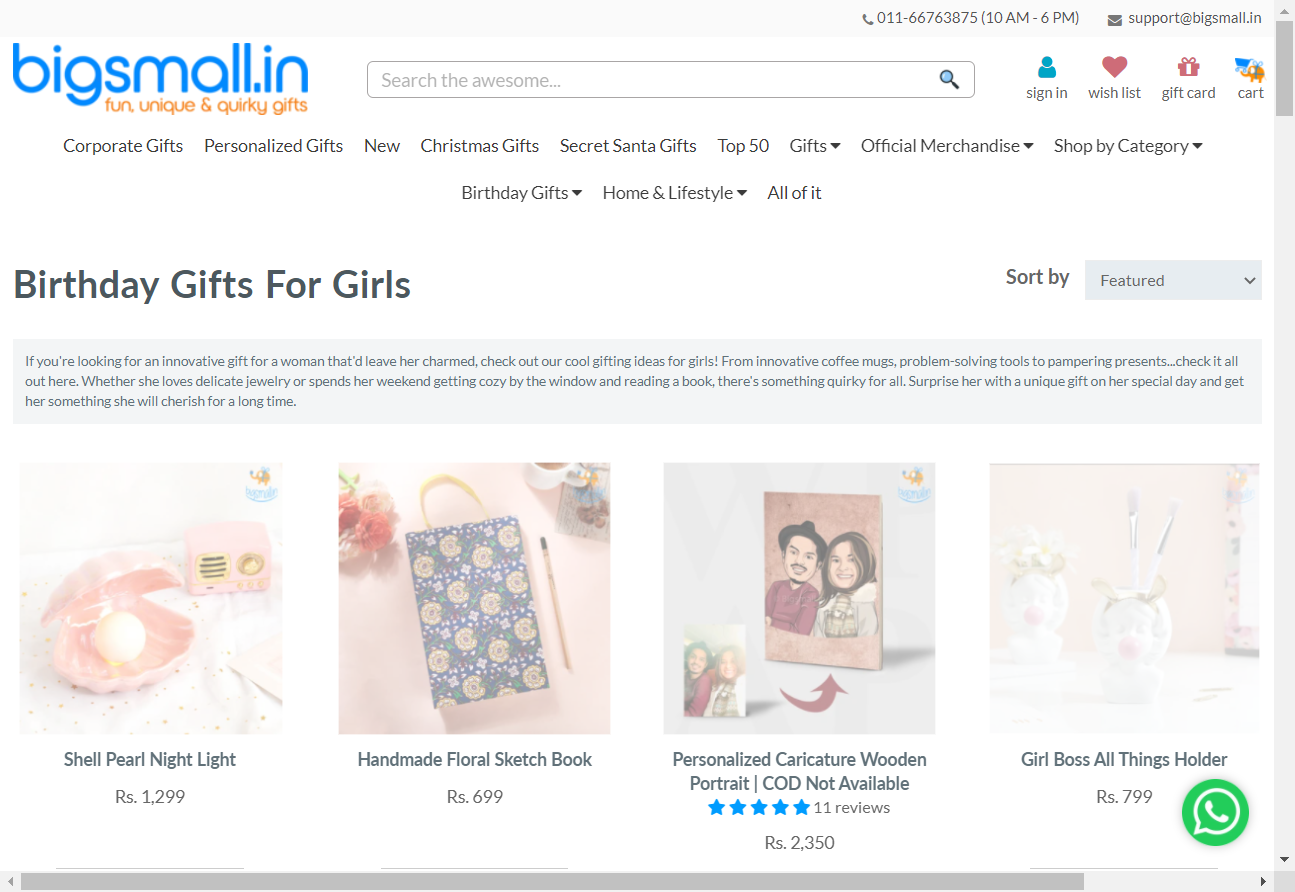 011-66763875 (10 AM - 6 PM) support@bigsmall.in
bigsmall.in
fun, unique & quirky gifts
Search the awesome...
sign in wish list gift card cart
Corporate Gifts Personalized Gifts New Christmas Gifts Secret Santa Gifts Top 50 Gifts Official Merchandise Shop by Category
Birthday Gifts Home & Lifestyle All of it
Birthday Gifts For Girls
Sort by Featured
If you're looking for an innovative gift for a woman that'd leave her charmed, check out our cool gifting ideas for girls! From innovative coffee mugs, problem-solving tools to pampering presents...check it all
out here. Whether she loves delicate jewelry or spends her weekend getting cozy by the window and reading a book, there's something quirky for all. Surprise her with a unique gift on her special day and get
her something she will cherish for a long time.
Shell Pearl Night Light
Rs. 1,299
Handmade Floral Sketch Book
Rs. 699
Personalized Caricature Wooden
Portrait | COD Not Available
11 reviews
Rs. 2,350
Girl Boss All Things Holder
Rs. 799